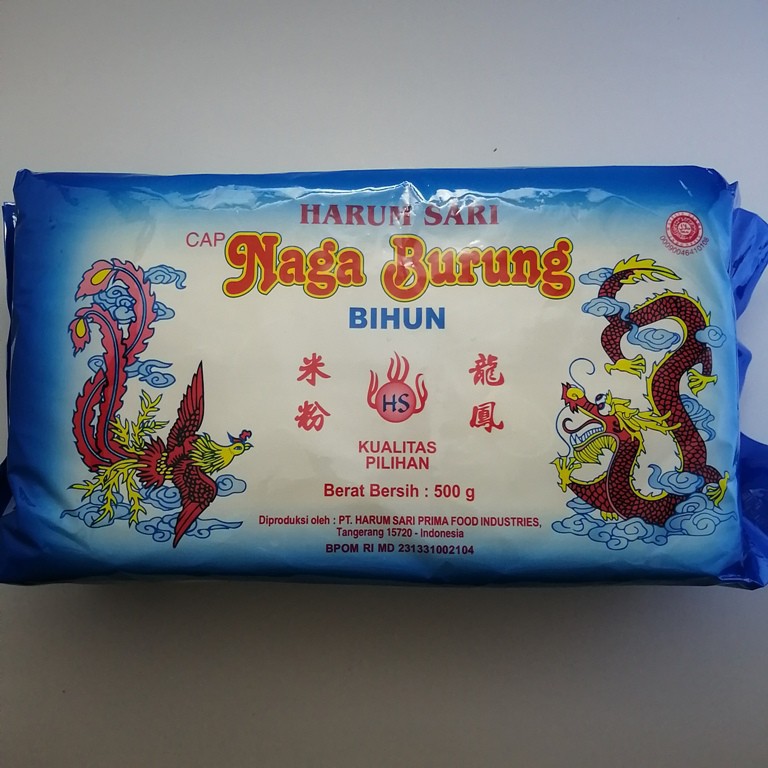 HARUM SARI
CAP Naga Burung
BIHUN
米粉
龍鳳
HS
KUALITAS
PILIHAN
Berat Bersih : 500 g
Diproduksi oleh : PT. HARUM SARI PRIMA FOOD INDUSTRIES,
Tangerang 15720 - Indonesia
BPOM RI MD 231331002104